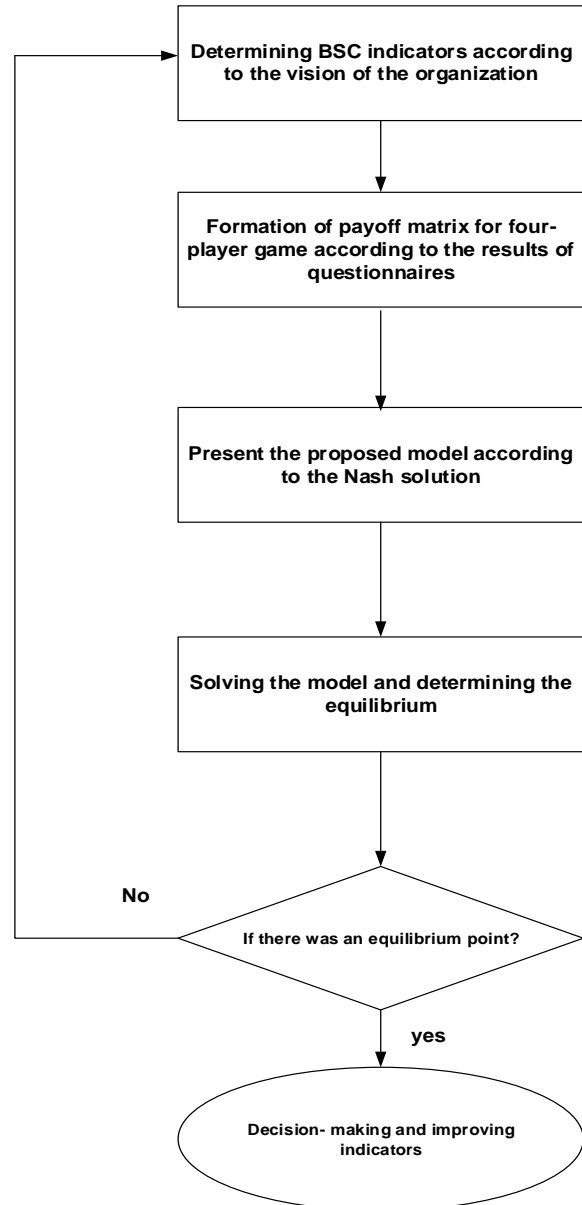 Determining BSC indicators according
to the vision of the organization
Formation of payoff matrix for four-
player game according to the results of
questionnaires
Present the proposed model according
to the Nash solution
Solving the model and determining the
equilibrium
No
If there was an equilibrium point?
yes
Decision- making and improving
indicators